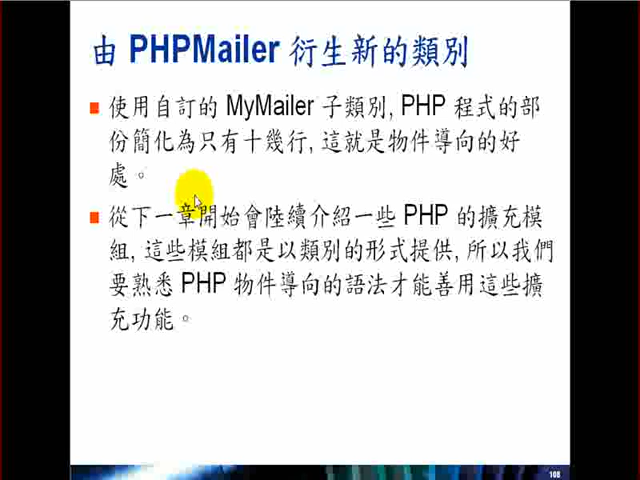 由 PHPMailer 衍生新的類別
使用自訂的 MyMailer 子類別, PHP 程式的部
份簡化為只有十幾行, 這就是物件導向的好
處。
從下一章開始會陸續介紹一些 PHP 的擴充模
組, 這些模組都是以類別的形式提供, 所以我們
要熟悉 PHP 物件導向的語法才能善用這些擴
充功能。
108